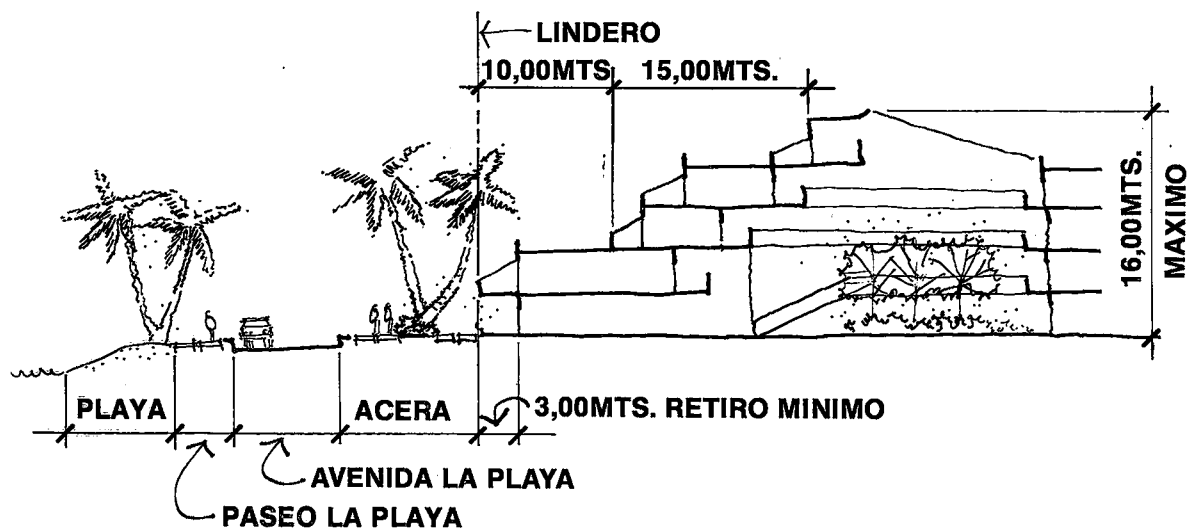 LINDERO
10,00MTS
15,00MTS.
16,00MTS.
MAXIMO
PLAYA
ACERA
3,00MTS. RETIRO MINIMO
AVENIDA LA PLAYA
PASEO LA PLAYA